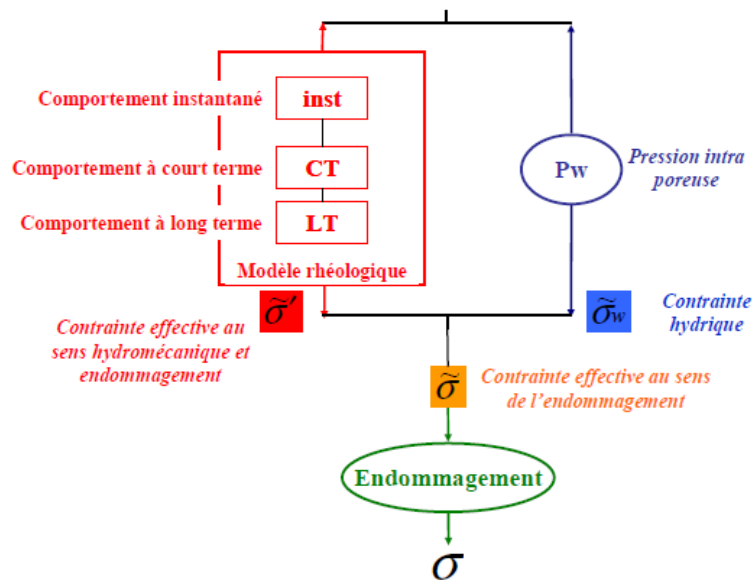 Comportement instantané
inst
Comportement à court terme
CT
Comportement à long terme
LT
Modèle rhéologique
Pw
Pression intra
poreuse
σ̃'
Contrainte effective au
sens hydromécanique et
endommagement
σ̃w
Contrainte
hydrique
σ̃
Contrainte effective au sens
de l'endommagement
Endommagement
σ